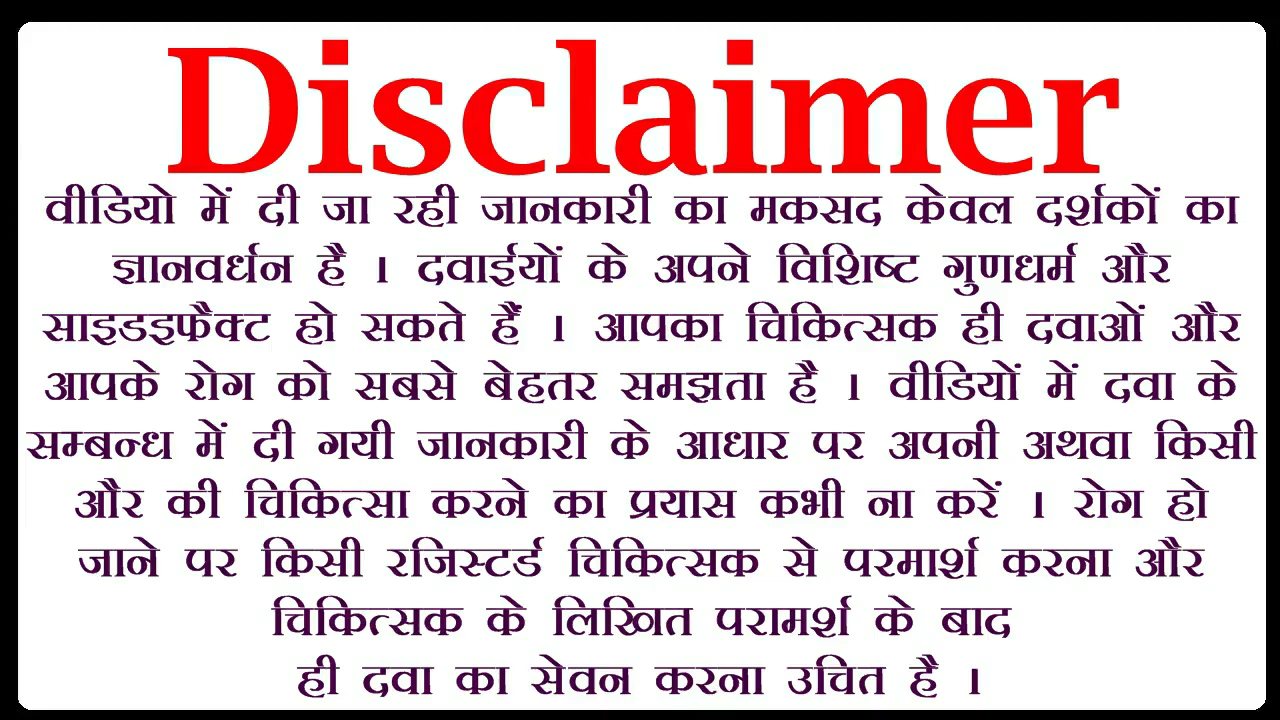 Disclaimer
वीडियो में दी जा रही जानकारी का मकसद केवल दर्शकों का
ज्ञानवर्धन है ।  दवाईयों के अपने विशिष्ट गुणधर्म और
साइडइफैक्ट हो सकते हैं । आपका चिकित्सक ही दवाओं और
आपके रोग को सबसे बेहतर समझता है । वीडियों में दवा के
सम्बन्ध में दी गयी जानकारी के आधार पर अपनी अथवा किसी
और की चिकित्सा करने का प्रयास कभी ना करें । रोग हो
जाने पर किसी रजिस्टर्ड चिकित्सक से परमार्श करना और
चिकित्सक के लिखित परामर्श के बाद
ही दवा का सेवन करना उचित है ।